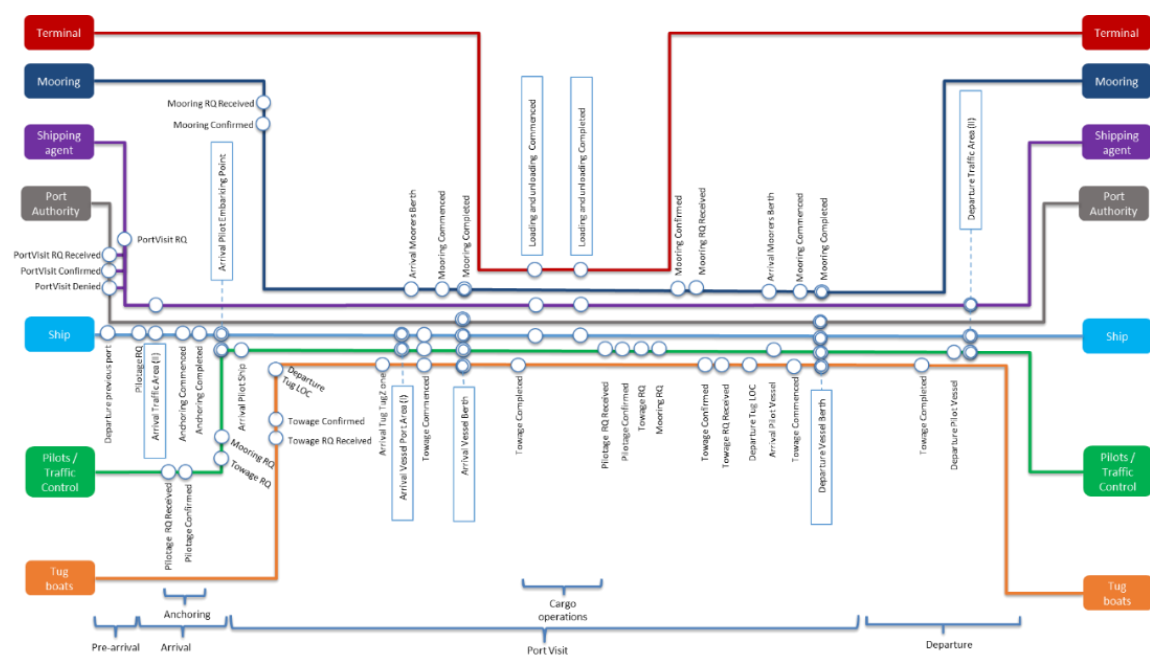 Terminal
Terminal
Mooring
Mooring
Mooring RQ Received
Mooring Confirmed
Shipping
agent
Shipping
agent
Port
Authority
Port
Authority
Arrival Pilot Embarking Point
Loading and unloading Commenced
Loading and unloading Completed
Departure Traffic Area (II)
PortVisit RQ
PortVisit RQ Received
PortVisit Confirmed
PortVisit Denied
Arrival Moorers Berth
Mooring Commenced
Mooring Completed
Mooring Confirmed
Mooring RQ Received
Arrival Moorers Berth
Mooring Commenced
Mooring Completed
Ship
Ship
Departure previous port
Pilotage RQ
Arrival Traffic Area (II)
Anchoring Commenced
Anchoring Completed
Arrival Pilot Ship
Departure
Tug LOC
Towage Confirmed
Towage RQ Received
Mooring RQ
Towage RQ
Arrival Tug TugZone
Arrival Vessel Port Area (I)
Towage Commenced
Arrival Vessel Berth
Towage Completed
Pilotage RQ Received
Pilotage Confirmed
Towage RQ
Mooring RQ
Towage Confirmed
Towage RQ Received
Departure Tug LOC
Arrival Pilot Vessel
Towage Commenced
Departure Vessel Berth
Towage Completed
Departure Pilot Vessel
Pilots /
Traffic
Control
Pilots /
Traffic
Control
Pilotage RQ Received
Pilotage Confirmed
Tug
boats
Tug
boats
Anchoring
Cargo
operations
Pre-arrival
Arrival
Port Visit
Departure